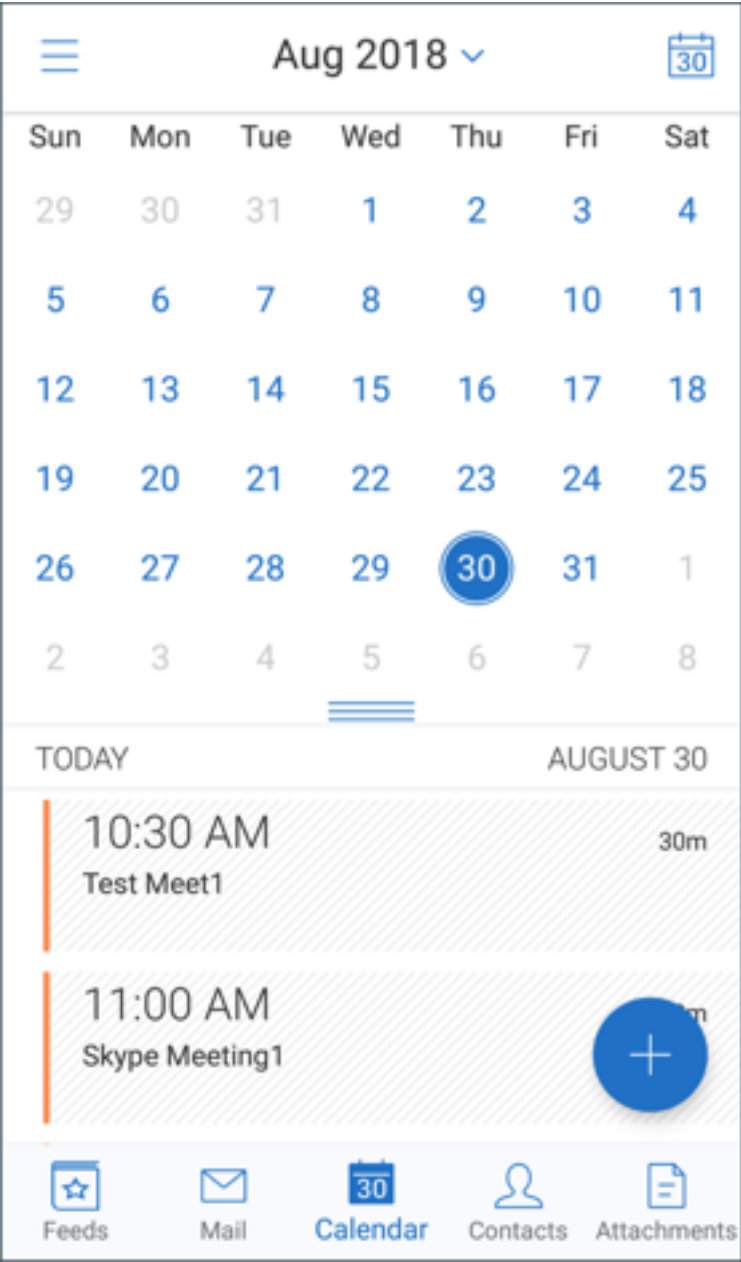 Aug 2018
30
Sun Mon Tue Wed Thu Fri Sat
29 30 31 1 2 3 4
5 6 7 8 9 10 11
12 13 14 15 16 17 18
19 20 21 22 23 24 25
26 27 28 29 30 31 1
2 3 4 5 6 7 8
TODAY AUGUST 30
10:30 AM
30m
Test Meet1
11:00 AM
Skype Meeting1
30
Feeds Mail Calendar Contacts Attachments